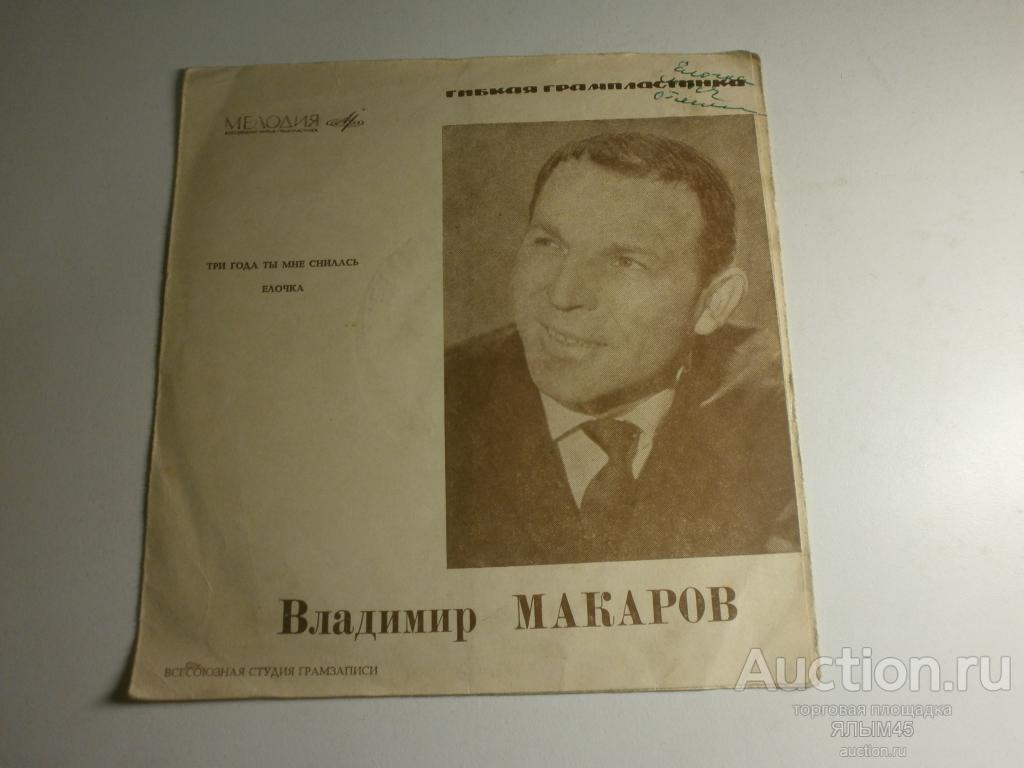 ГИБКАЯ ГРАМПЛАСТИНКА
Елочка
МЕЛОДИЯ
ТРИ ГОДА ТЫ МНЕ СНИЛАСЬ
ЕЛОЧКА
Владимир МАКАРОВ
ВСЕСОЮЗНАЯ СТУДИЯ ГРАМЗАПИСИ
Auction.ru
торговая площадка
ЯЛЫМ45
auction.ru